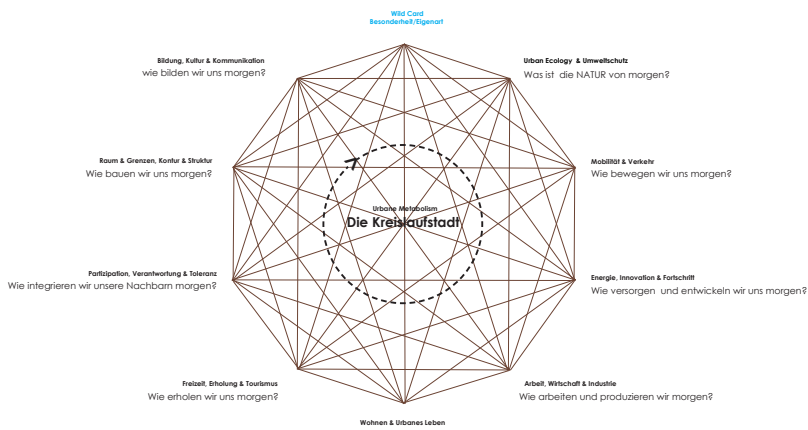 Wild Card
Besonderheit/Eigenart
Bildung, Kultur & Kommunikation
wie bilden wir uns morgen?
Urban Ecology & Umweltschutz
Was ist die NATUR von morgen?
Raum & Grenzen, Kontur & Struktur
Wie bauen wir uns morgen?
Mobilität & Verkehr
Wie bewegen wir uns morgen?
Urbane Metabolism
Die Kreislaufstadt
Partizipation, Verantwortung & Toleranz
Wie integrieren wir unsere Nachbarn morgen?
Energie, Innovation & Fortschritt
Wie versorgen und entwickeln wir uns morgen?
Freizeit, Erholung & Tourismus
Wie erholen wir uns morgen?
Arbeit, Wirtschaft & Industrie
Wie arbeiten und produzieren wir morgen?
Wohnen & Urbanes Leben